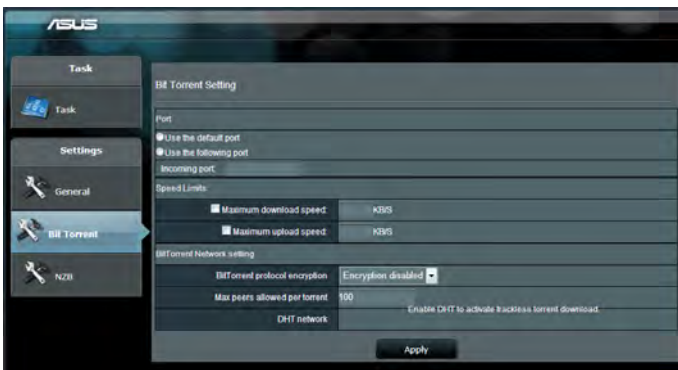 ASUS
Task
Task
Settings
General
Bit Torrent
NZB
Bit Torrent Setting
Port
Use the default port
Use the following port
Incoming port:
Speed Limits:
Maximum download speed: KB/S
Maximum upload speed: KB/S
BitTorrent Network setting
BitTorrent protocol encryption Encryption disabled
Max peers allowed per torrent 100
DHT network Enable DHT to activate trackless torrent download.
Apply